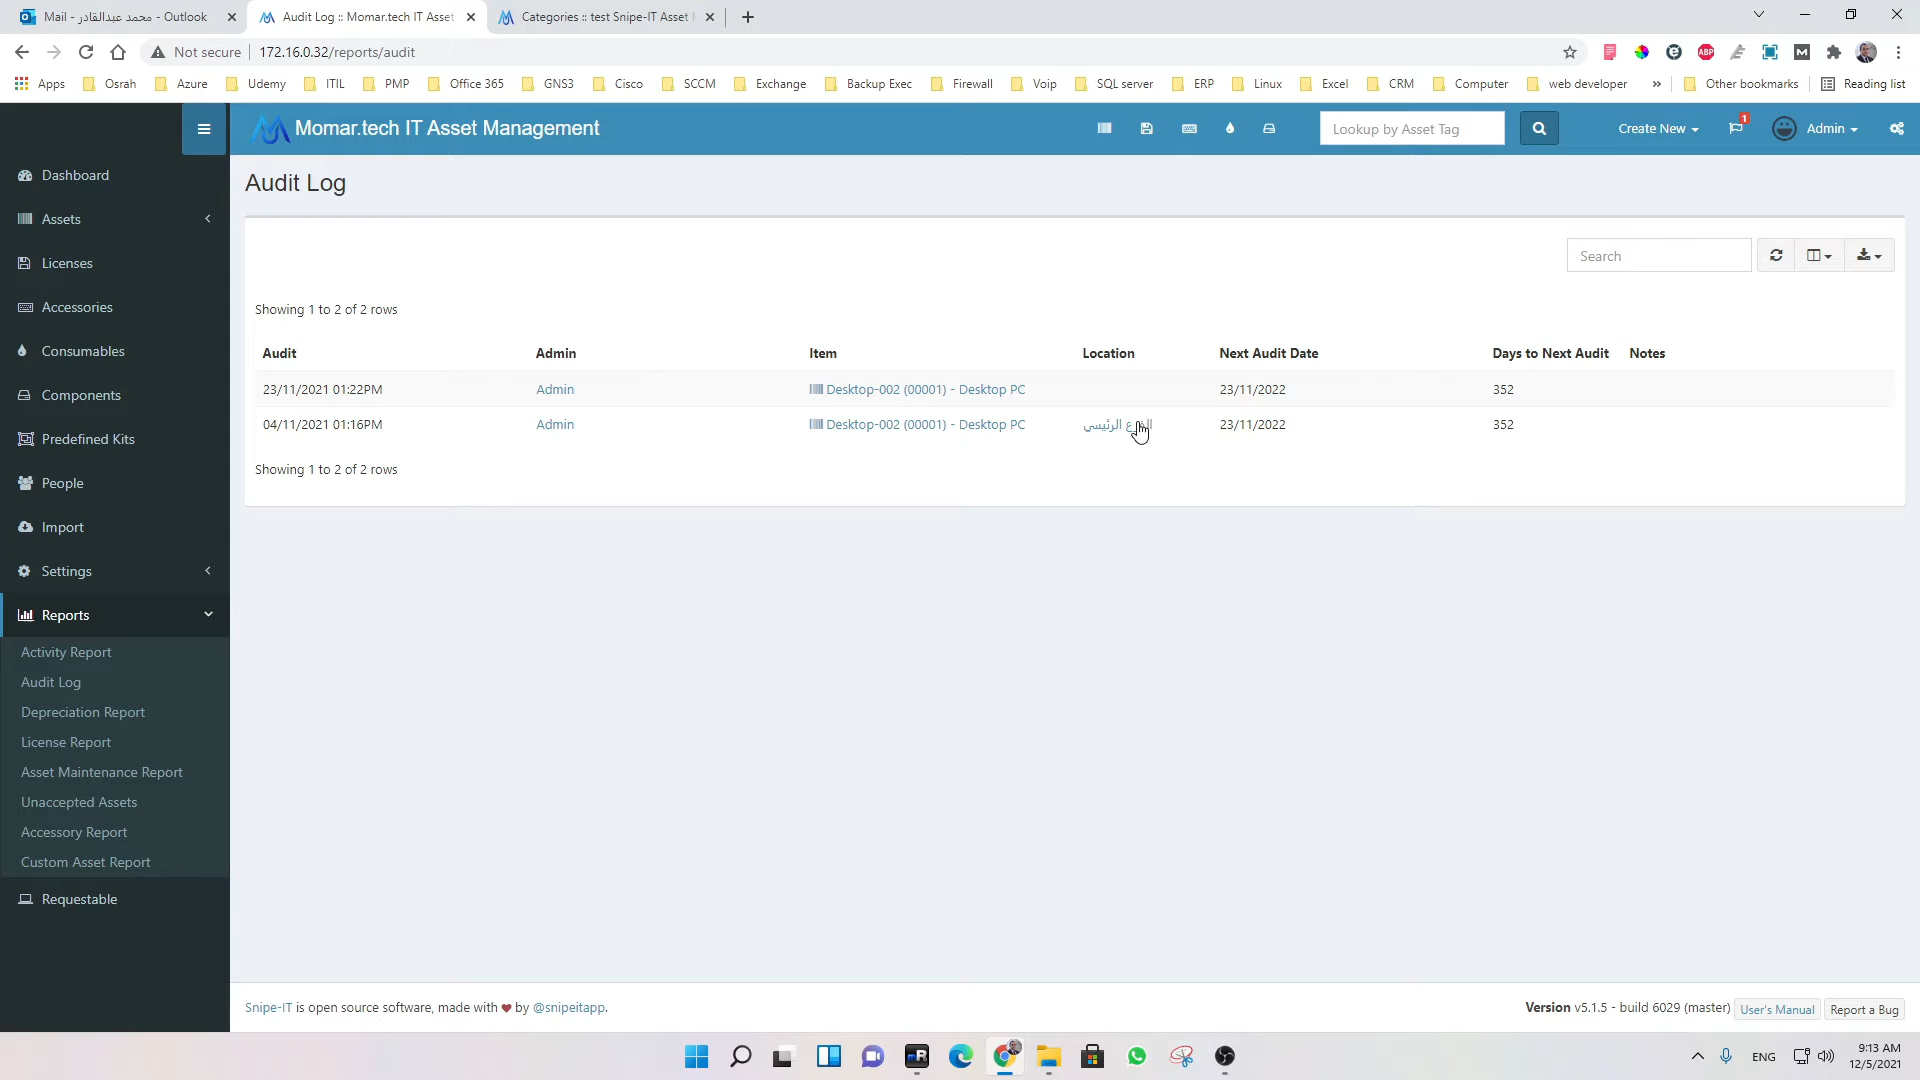 Mail - محمد عبدالقادر - Outlook
Audit Log :: Momar.tech IT Asset
Categories :: test Snipe-IT Asset
Not secure
172.16.0.32/reports/audit
Apps
Osrah
Azure
Udemy
ITIL
PMP
Office 365
GNS3
Cisco
SCCM
Exchange
Backup Exec
Firewall
Voip
SQL server
ERP
Linux
Excel
CRM
Computer
web developer
Other bookmarks
Reading list
Momar.tech IT Asset Management
Lookup by Asset Tag
Create New
1
Admin
Dashboard
Assets
Licenses
Accessories
Consumables
Components
Predefined Kits
People
Import
Settings
Reports
Activity Report
Audit Log
Depreciation Report
License Report
Asset Maintenance Report
Unaccepted Assets
Accessory Report
Custom Asset Report
Requestable
Audit Log
Search
Showing 1 to 2 of 2 rows
Audit Admin Item Location Next Audit Date Days to Next Audit Notes
23/11/2021 01:22PM Admin Desktop-002 (00001) - Desktop PC 23/11/2022 352
04/11/2021 01:16PM Admin Desktop-002 (00001) - Desktop PC الرئيسي 23/11/2022 352
Showing 1 to 2 of 2 rows
Snipe-IT is open source software, made with ♥ by @snipeitapp.
Version v5.1.5 - build 6029 (master)
User's Manual
Report a Bug
ENG
9:13 AM
12/5/2021